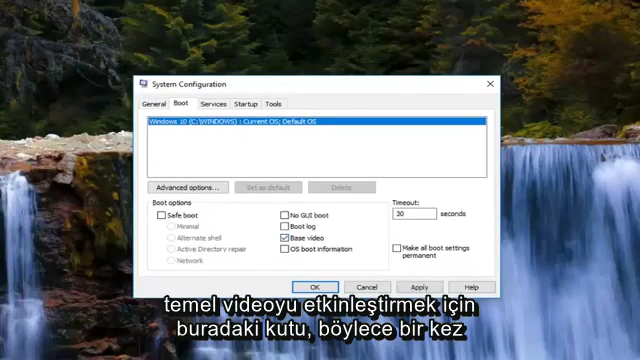 System Configuration
General Boot Services Startup Tools
Windows 10 (C:\WINDOWS) : Current OS; Default OS
Advanced options... Set as default Delete
Boot options
Timeout:
Safe boot No GUI boot 30 seconds
Minimal Boot log
Alternate shell Base video
Active Directory repair OS boot information Make all boot settings
permanent
Network
OK Cancel Apply Help
temel videoyu etkinleştirmek için
buradaki kutu, böylece bir kez